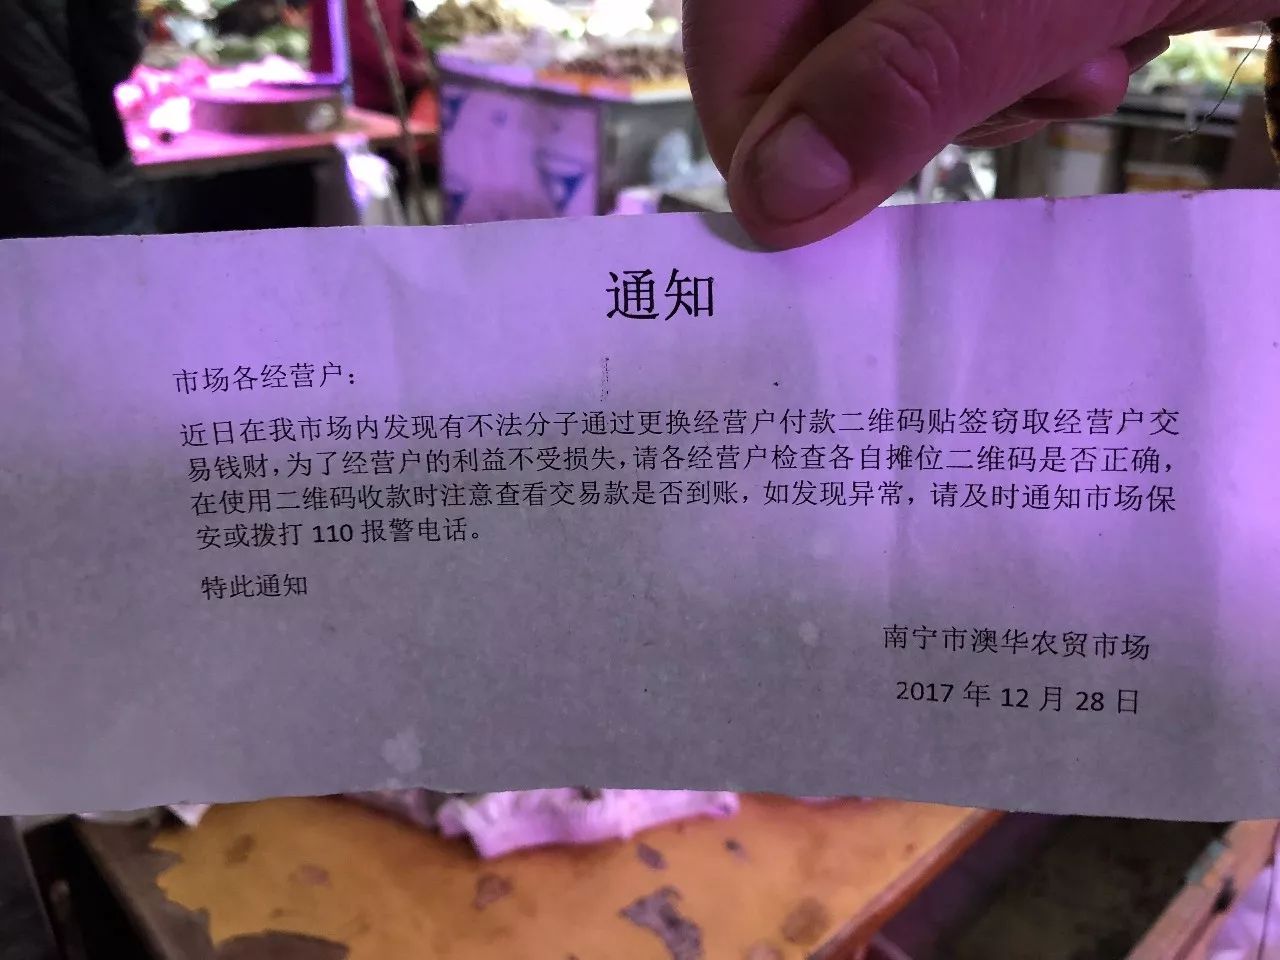 通知
市场各经营户：
近日在我市场内发现有不法分子通过更换经营户付款二维码贴签窃取经营户交
易钱财，为了经营户的利益不受损失，请各经营户检查各自摊位二维码是否正确，
在使用二维码收款时注意查看交易款是否到账，如发现异常，请及时通知市场保
安或拨打 110 报警电话。
特此通知
南宁市澳华农贸市场
2017 年 12 月 28 日